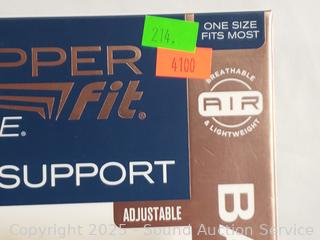 214.
4100
ONE SIZE
FITS MOST
PPER
fit®
E.
BREATHABLE
AIR
& LIGHTWEIGHT
SUPPORT
ADJUSTABLE
B
Copyright 2025 - Sound Auction Service